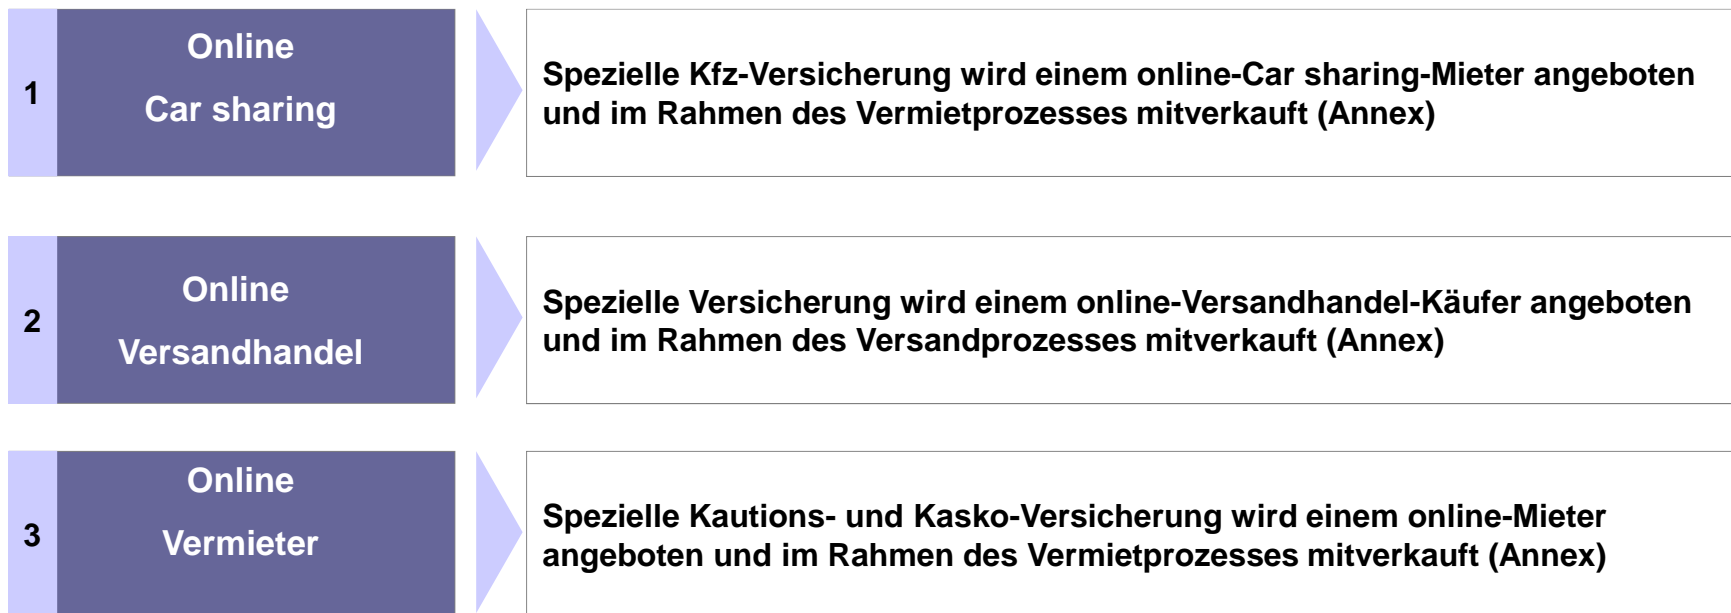 1
Online
Car sharing
Spezielle Kfz-Versicherung wird einem online-Car sharing-Mieter angeboten
und im Rahmen des Vermietprozesses mitverkauft (Annex)
2
Online
Versandhandel
Spezielle Versicherung wird einem online-Versandhandel-Käufer angeboten
und im Rahmen des Versandprozesses mitverkauft (Annex)
3
Online
Vermieter
Spezielle Kautions- und Kasko-Versicherung wird einem online-Mieter
angeboten und im Rahmen des Vermietprozesses mitverkauft (Annex)